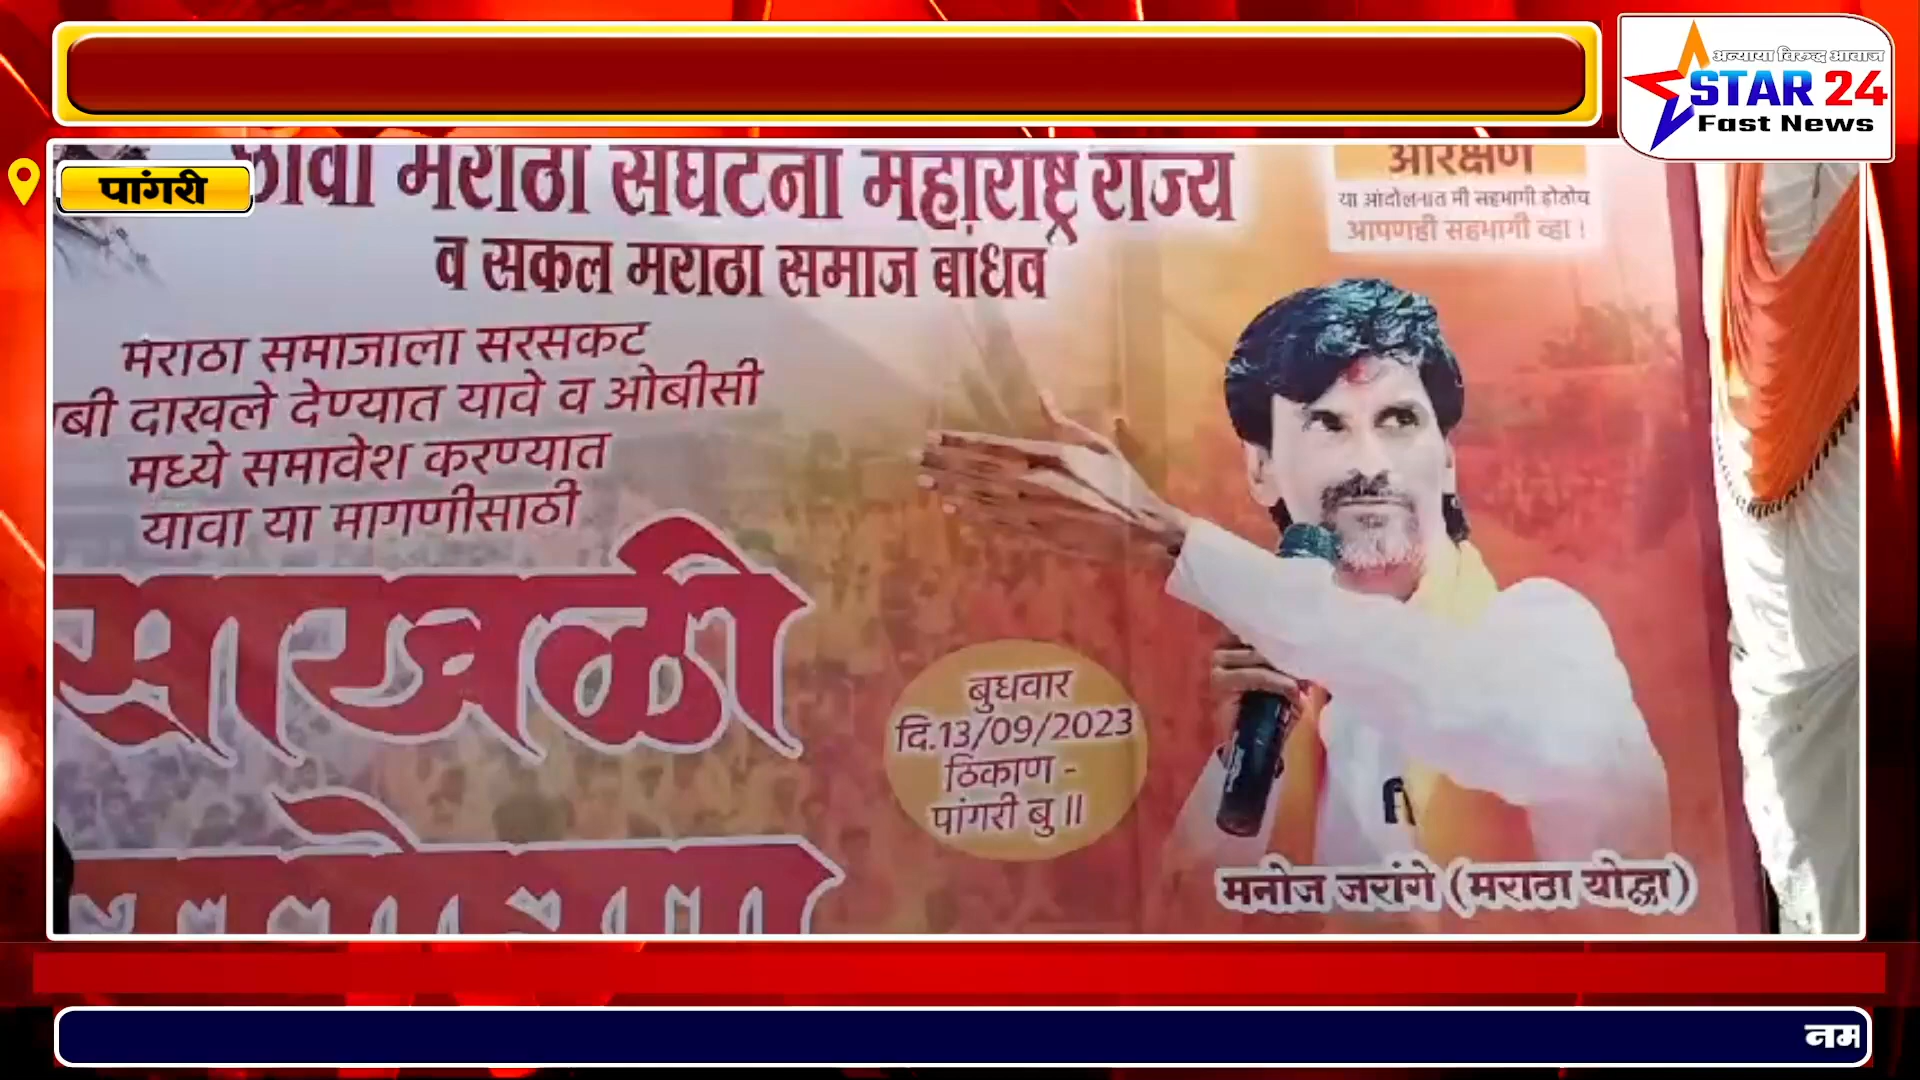 अन्याया विरुद्ध आवाज
STAR 24
Fast News
पांगरी
छावा मराठा संघटना महाराष्ट्र राज्य
व सकल मराठा समाज बांधव
आरक्षण
या आंदोलनात मी सहभागी होतोय
आपणही सहभागी व्हा !
मराठा समाजाला सरसकट
दाखले देण्यात यावे व ओबीसी
मध्ये समावेश करण्यात
यावा या मागणीसाठी
साखळी
बुधवार
दि.13/09/2023
ठिकाण -
पांगरी बु ॥
मनोज जरांगे (मराठा योद्धा)
नम